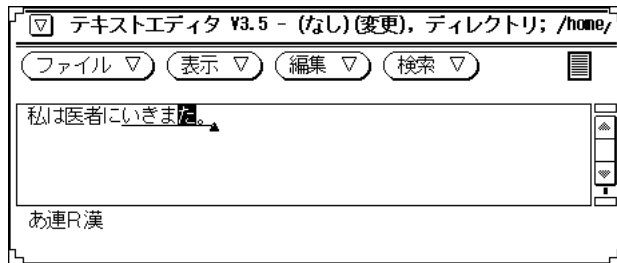 テキストエディタ V3.5 - (なし)(変更), ディレクトリ; /home/
ファイル ▽ 表示 ▽ 編集 ▽ 検索 ▽
私は医者にいきまた。
あ連R漢